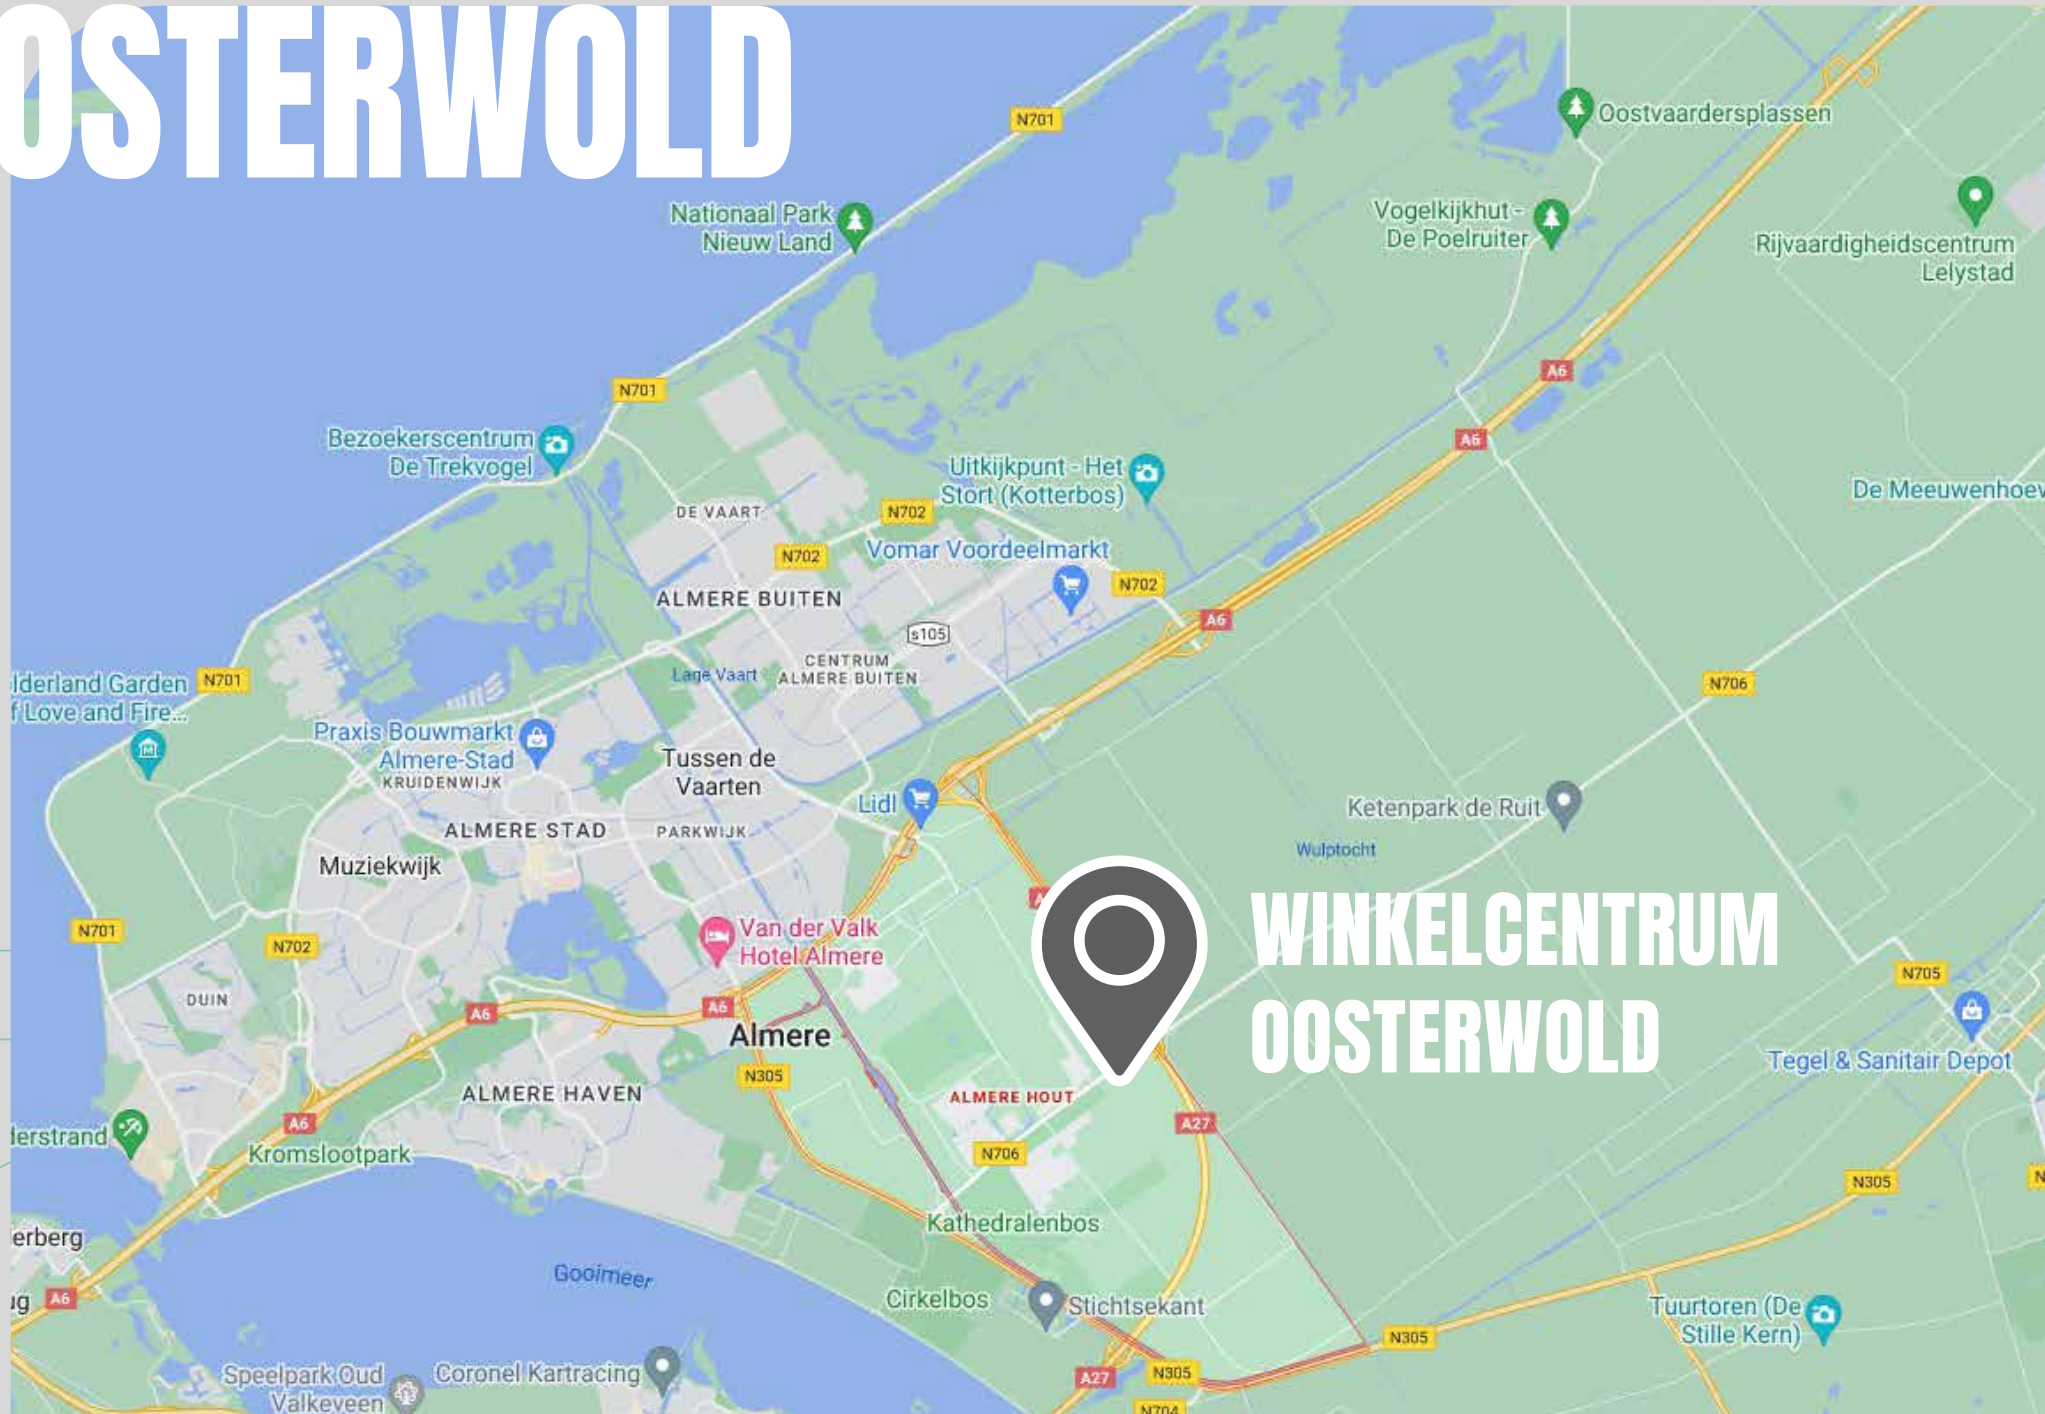 OSTERWOLD
N701
Oostvaardersplassen
Nationaal Park
Nieuw Land
Vogelkijkhut -
De Poelruiter
Rijvaardigheidscentrum
Lelystad
A6
N701
A6
Bezoekerscentrum
De Trekvogel
Uitkijkpunt - Het
Stort (Kotterbos)
De Meeuwenhoev
DE VAART
N702
N702
Vomar Voordeelmarkt
N702
ALMERE BUITEN
A6
s105
CENTRUM
ALMERE BUITEN
Lage Vaart
lderland Garden
f Love and Fire...
N701
N706
Praxis Bouwmarkt
Almere-Stad
KRUIDENWIJK
Tussen de
Vaarten
Lidl
Ketenpark de Ruit
ALMERE STAD
PARKWIJK
Wulptocht
Muziekwijk
A
WINKELCENTRUM
OOSTERWOLD
N701
N702
Van der Valk
Hotel Almere
N705
DUIN
A6
A6
Almere
Tegel & Sanitair Depot
N305
ALMERE HAVEN
ALMERE HOUT
A6
A27
derstrand
Kromslootpark
N706
N305
N
Kathedralenbos
erberg
Gooimeer
A6
Cirkelbos
Stichtsekant
Tuurtoren (De
Stille Kern)
N305
Speelpark Oud
Valkeveen
Coronel Kartracing
A27
N305
N704